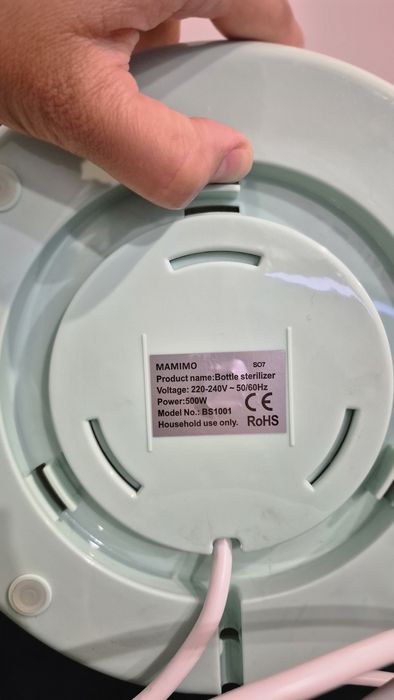 MAMIMO SO7
Product name:Bottle sterilizer
Voltage: 220-240V ~ 50/60Hz
Power:500W
Model No.: BS1001
Household use only.
CE
RoHS